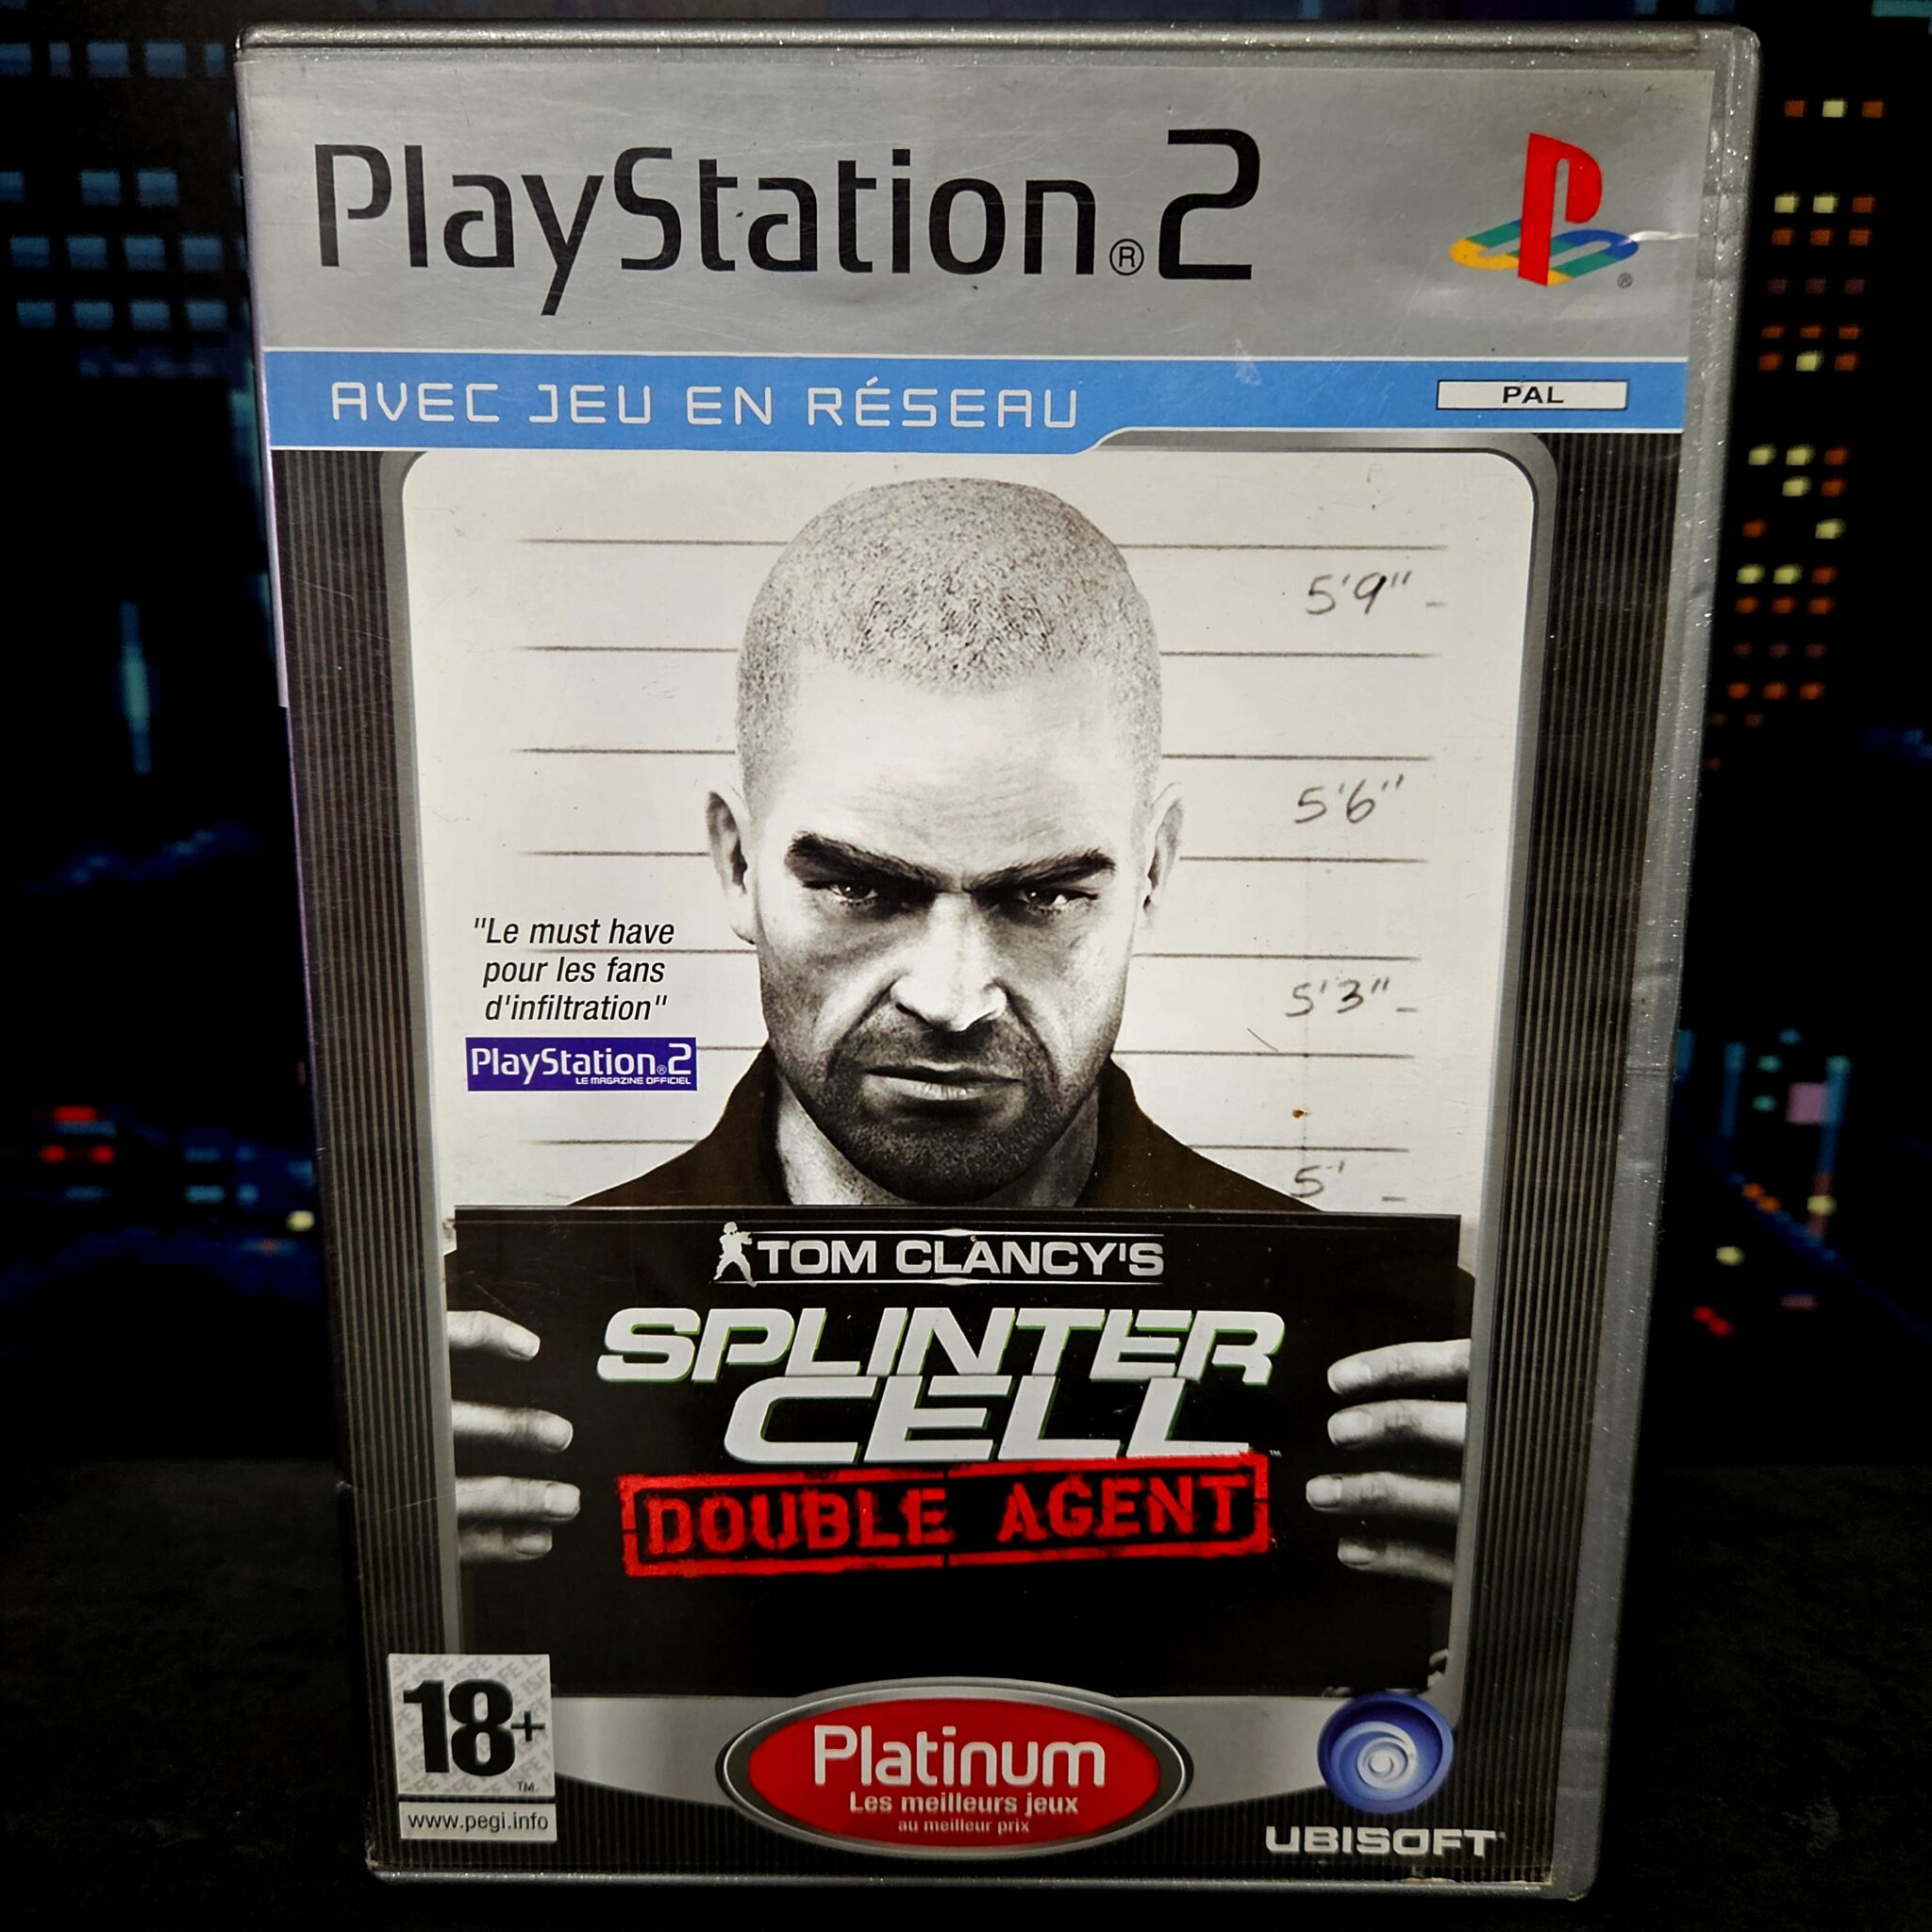 PlayStation®2
®
AVEC JEU EN RÉSEAU
PAL
5'9"
5'6"
"Le must have
pour les fans
d'infiltration"
5'3"
PlayStation®2
LE MAGAZINE OFFICIEL
5'
TOM CLANCY'S
SPLINTER
CELL
™
DOUBLE AGENT
18+
™
www.pegi.info
Platinum
Les meilleurs jeux
au meilleur prix
UBISOFT